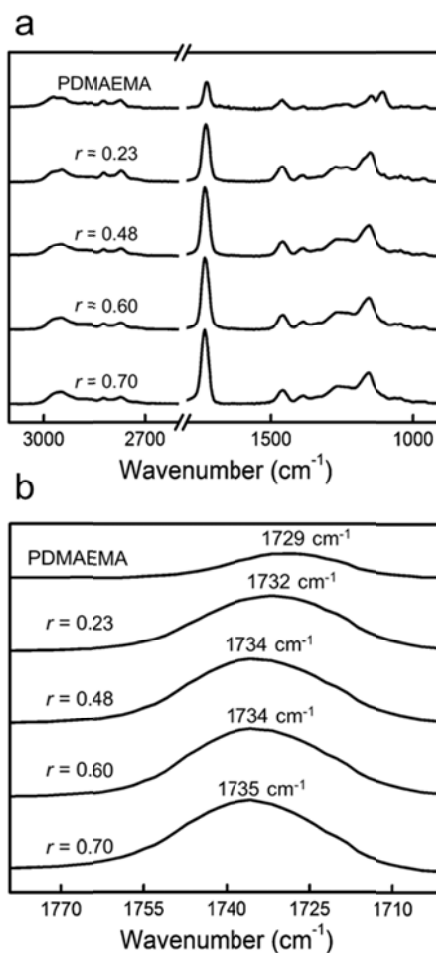 a
PDMAEMA
r = 0.23
r = 0.48
r = 0.60
r = 0.70
3000 2700 1500 1000
Wavenumber (cm⁻¹)
b
1729 cm⁻¹
PDMAEMA
1732 cm⁻¹
r = 0.23
1734 cm⁻¹
r = 0.48
1734 cm⁻¹
r = 0.60
1735 cm⁻¹
r = 0.70
1770 1755 1740 1725 1710
Wavenumber (cm⁻¹)